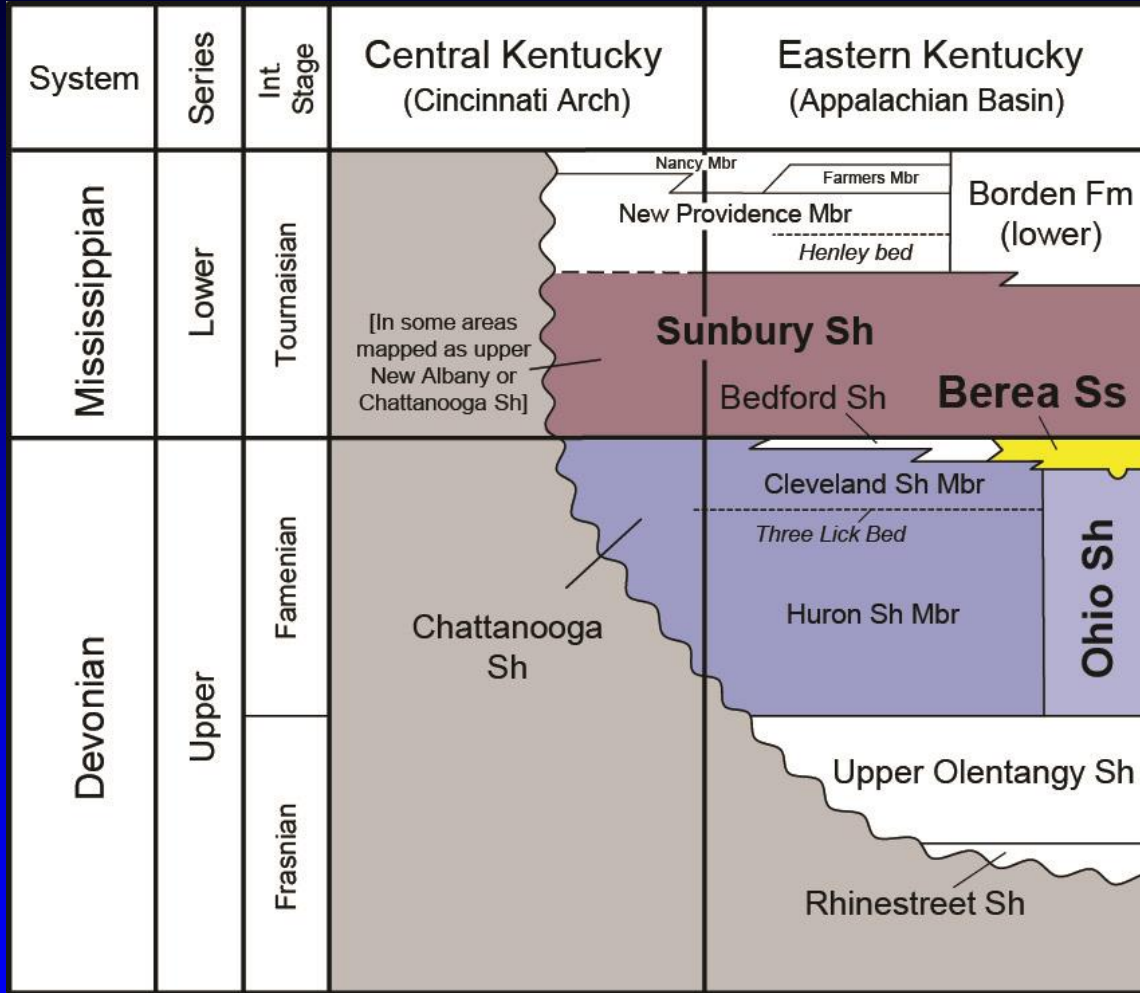 System
Series
Int.
Stage
Central Kentucky
(Cincinnati Arch)
Eastern Kentucky
(Appalachian Basin)
Mississippian
Lower
Tournaisian
Nancy Mbr
Farmers Mbr
New Providence Mbr
Henley bed
Borden Fm
(lower)
[In some areas
mapped as upper
New Albany or
Chattanooga Sh]
Sunbury Sh
Bedford Sh
Berea Ss
Devonian
Upper
Famenian
Frasnian
Cleveland Sh Mbr
Three Lick Bed
Huron Sh Mbr
Ohio Sh
Chattanooga
Sh
Upper Olentangy Sh
Rhinestreet Sh